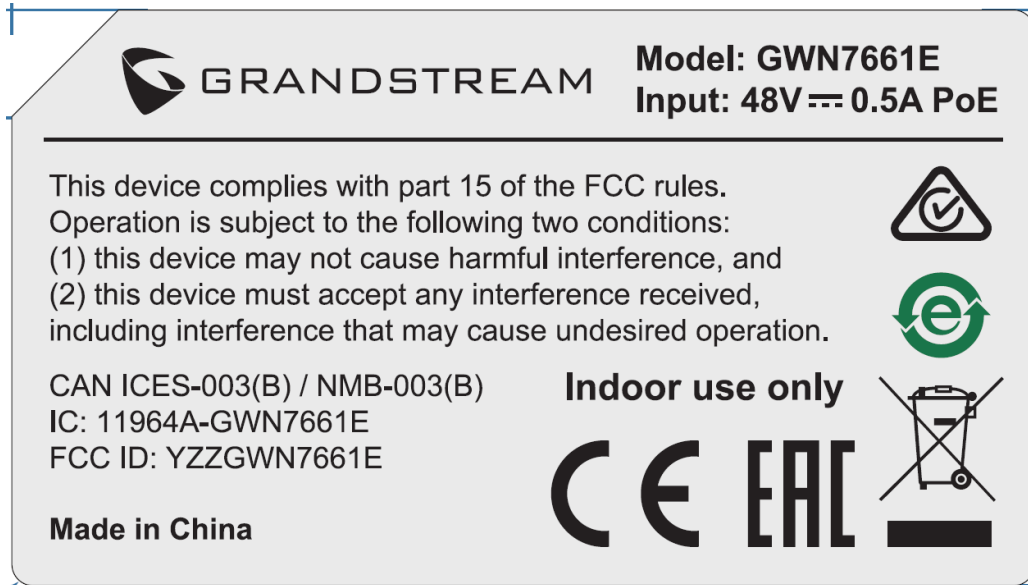 GRANDSTREAM
Model: GWN7661E
Input: 48V⎓0.5A PoE
This device complies with part 15 of the FCC rules.
Operation is subject to the following two conditions:
(1) this device may not cause harmful interference, and
(2) this device must accept any interference received,
including interference that may cause undesired operation.
e
CAN ICES-003(B) / NMB-003(B)
IC: 11964A-GWN7661E
FCC ID: YZZGWN7661E
Indoor use only
CE EAC
Made in China